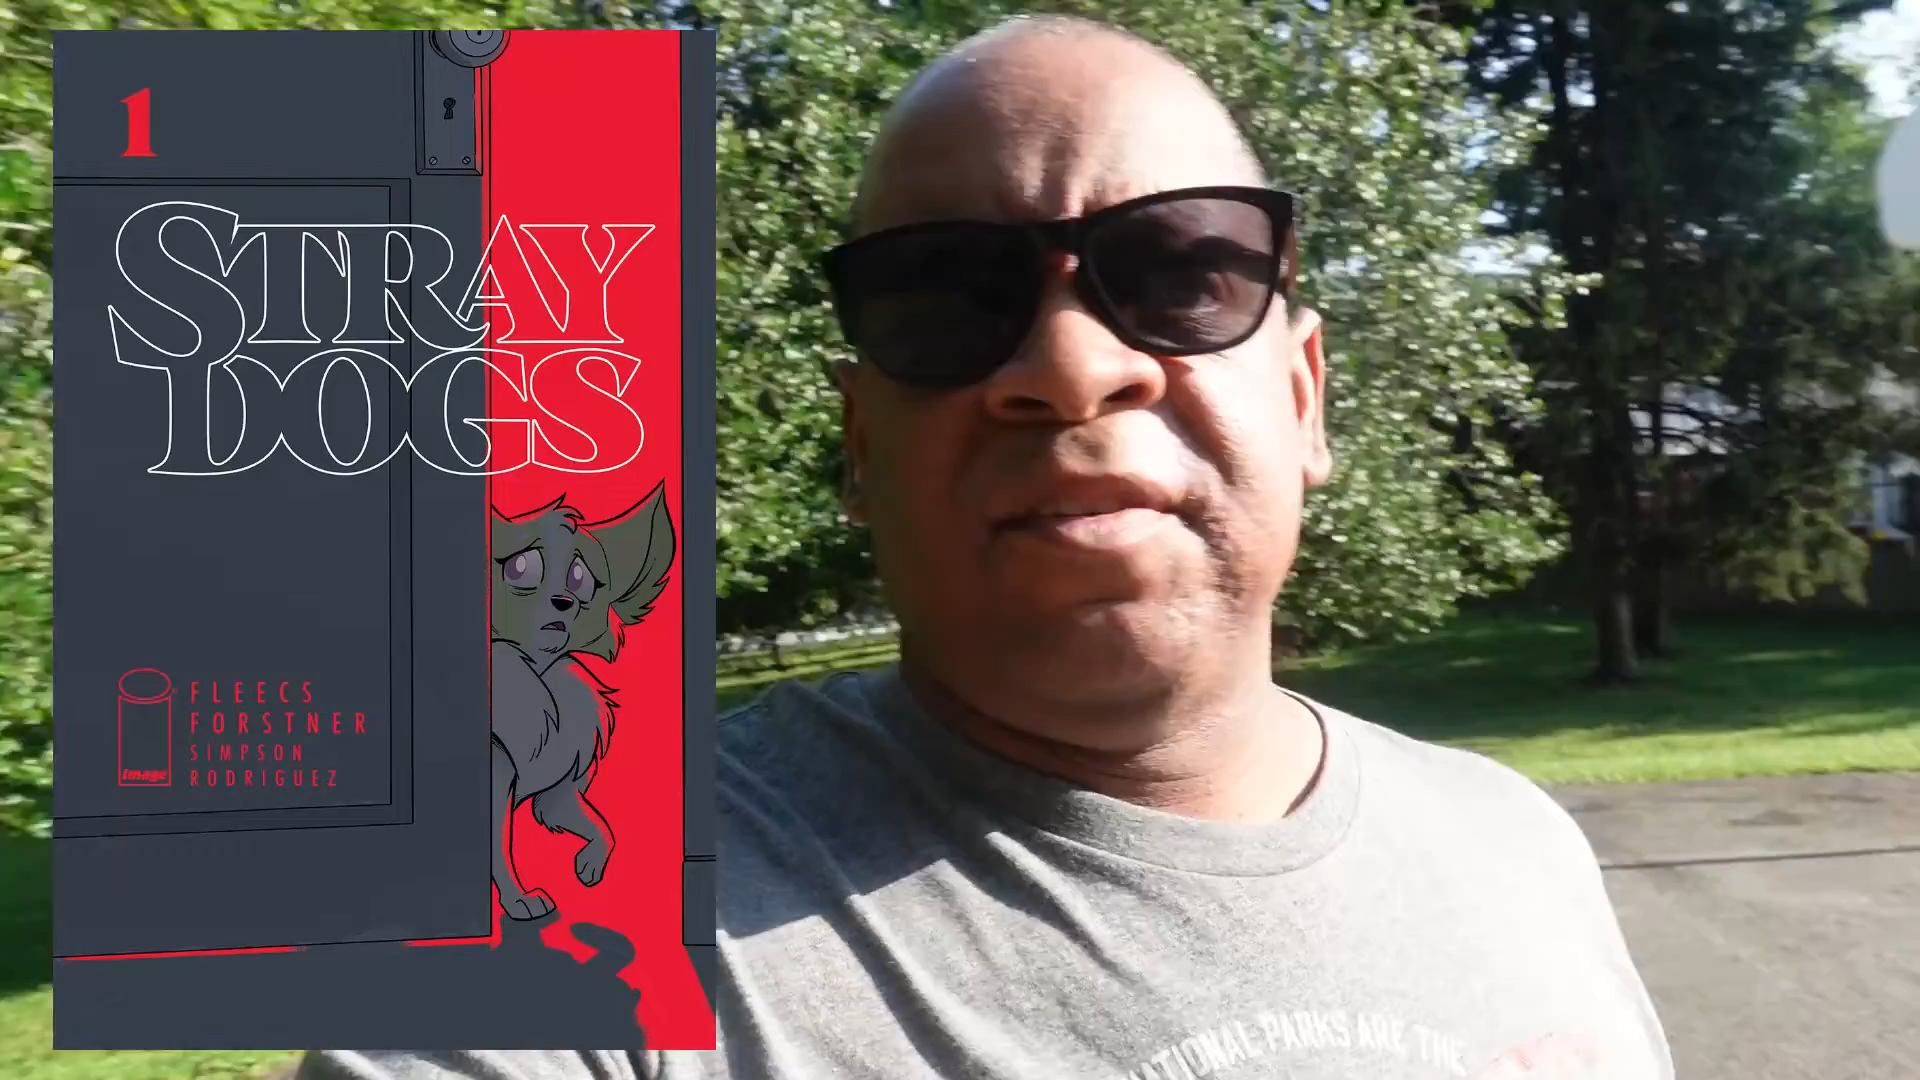 1
STRAY
DOGS
image
FLEECS
FORSTNER
SIMPSON
RODRIGUEZ
NATIONAL PARKS ARE THE